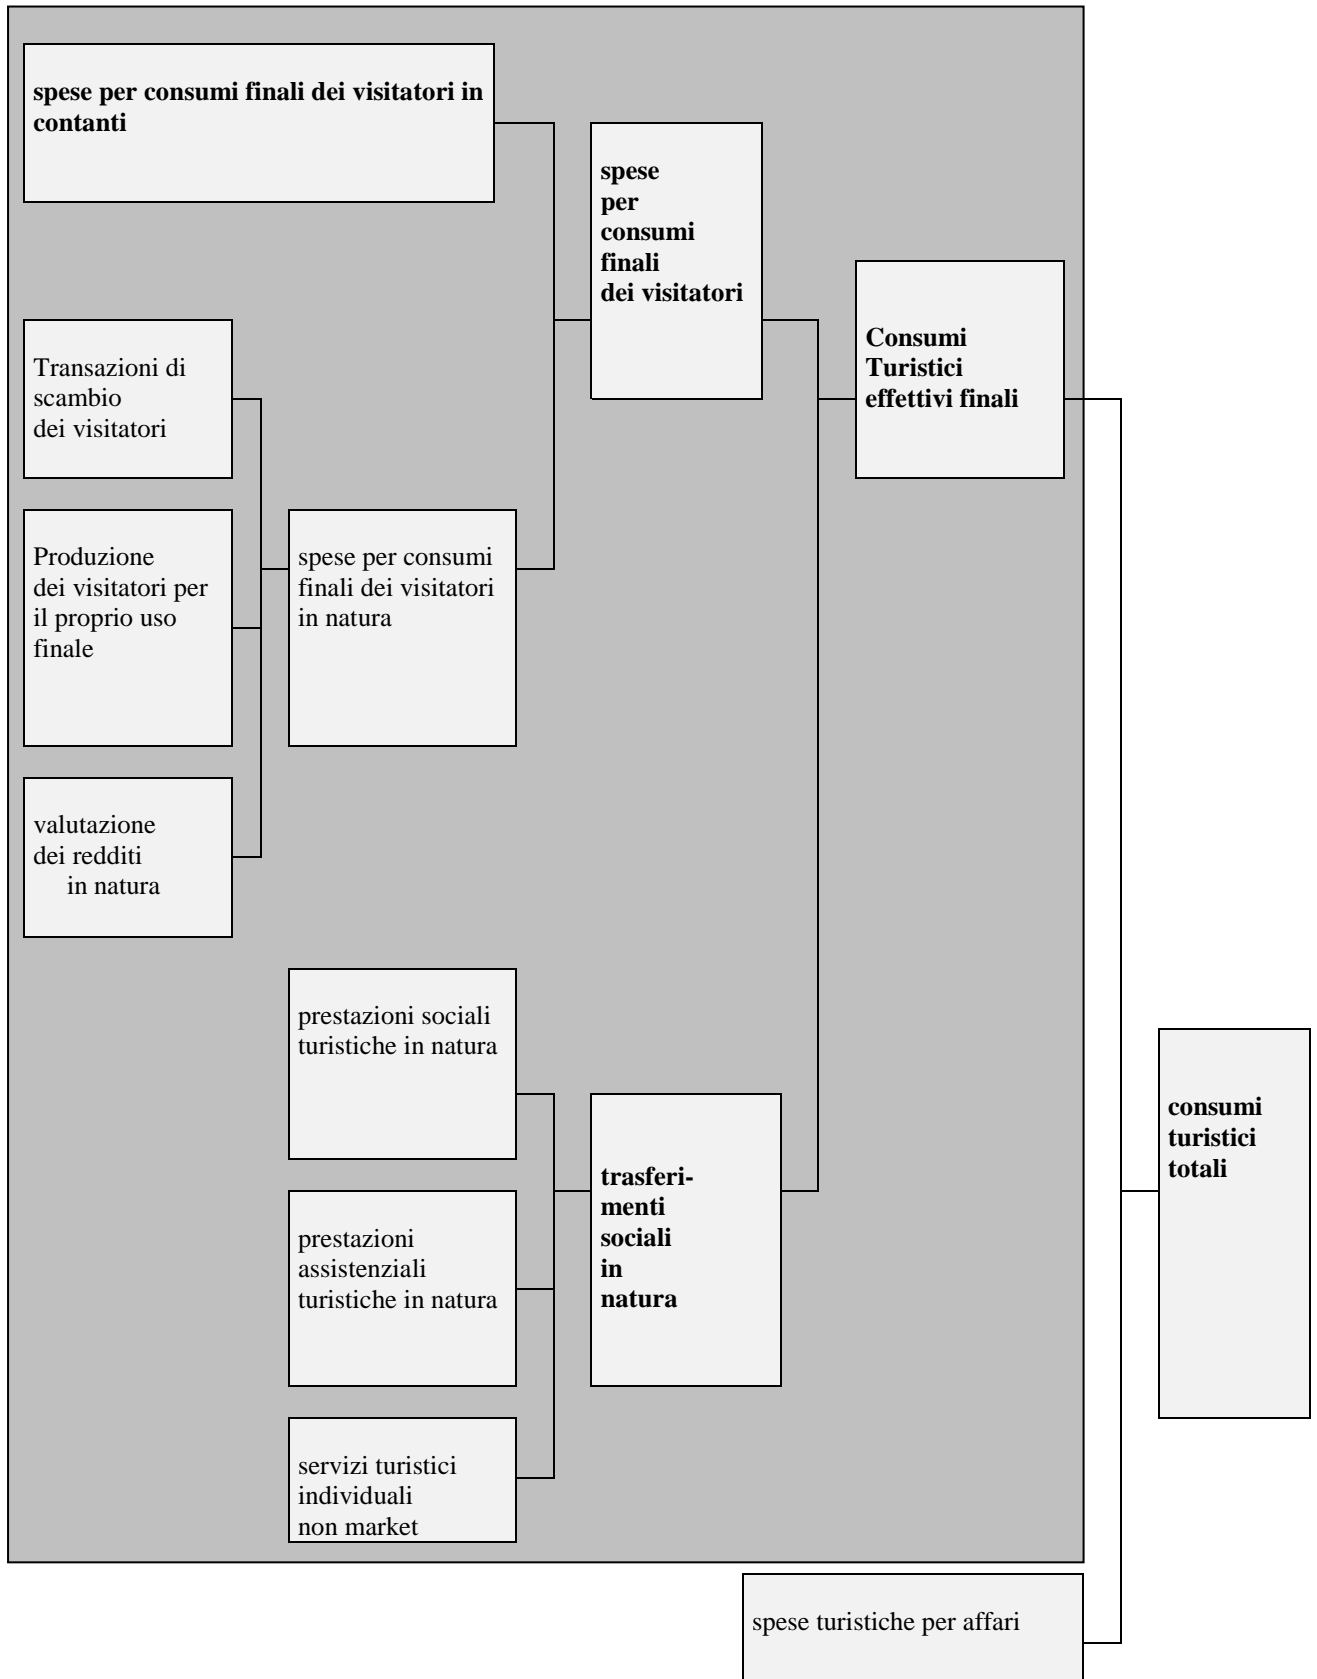 spese per consumi finali dei visitatori in
contanti
spese
per
consumi
finali
dei visitatori
Consumi
Turistici
effettivi finali
Transazioni di
scambio
dei visitatori
Produzione
dei visitatori per
il proprio uso
finale
spese per consumi
finali dei visitatori
in natura
valutazione
dei redditi
in natura
prestazioni sociali
turistiche in natura
consumi
turistici
totali
trasferi-
menti
sociali
in
natura
prestazioni
assistenziali
turistiche in natura
servizi turistici
individuali
non market
spese turistiche per affari